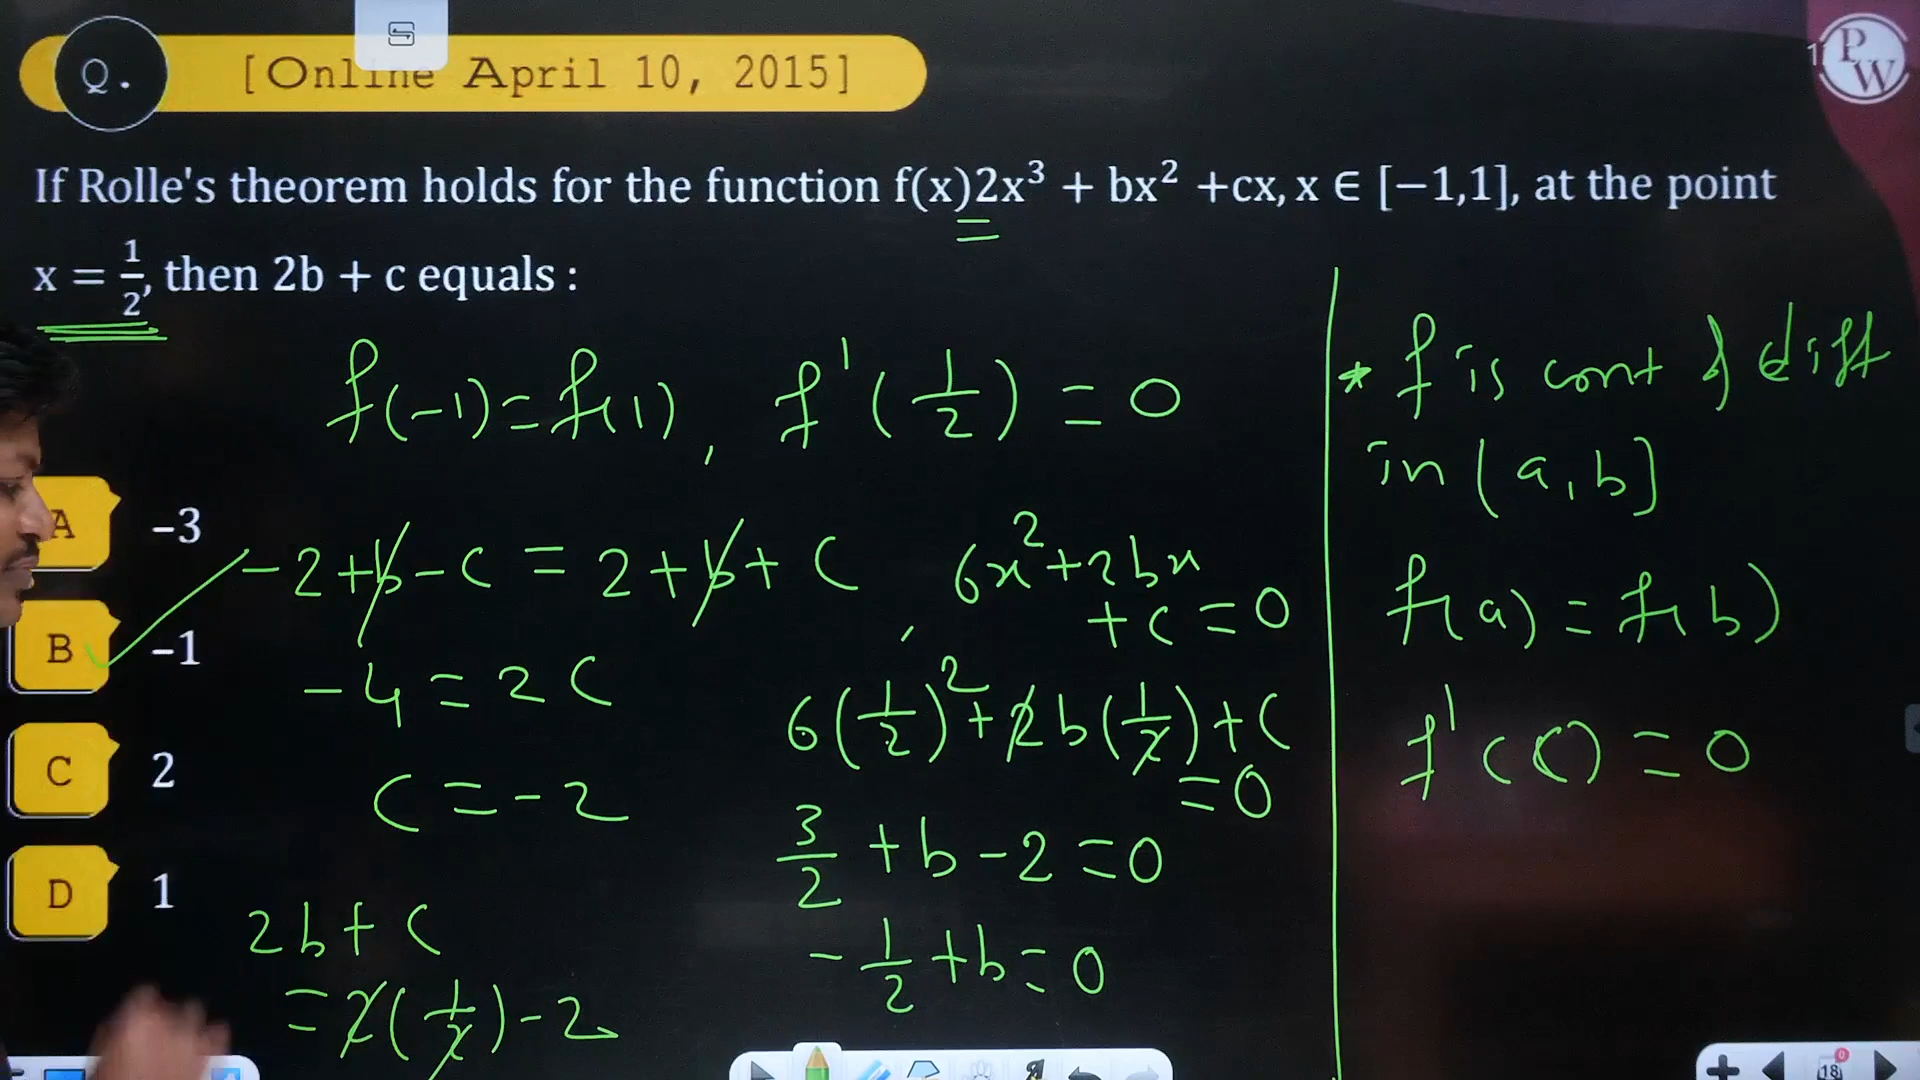 Q. [Online April 10, 2015]
PW
If Rolle's theorem holds for the function f(x)2x³ + bx² +cx, x ∈ [−1,1], at the point
=
x = 1/2, then 2b + c equals :
f(-1) = f(1), f'(1/2) = 0
A -3
B -1
C 2
D 1
-2+b-c = 2+b+c,
-4 = 2c
c = -2
2b+c
= 2(1/2)-2
6x²+2bx
+c=0
6(1/2)²+2b(1/2)+c
=0
3/2 +b-2=0
-1/2+b=0
* f is cont & diff
in [a,b]
f(a) = f(b)
f'(c) = 0
18
0